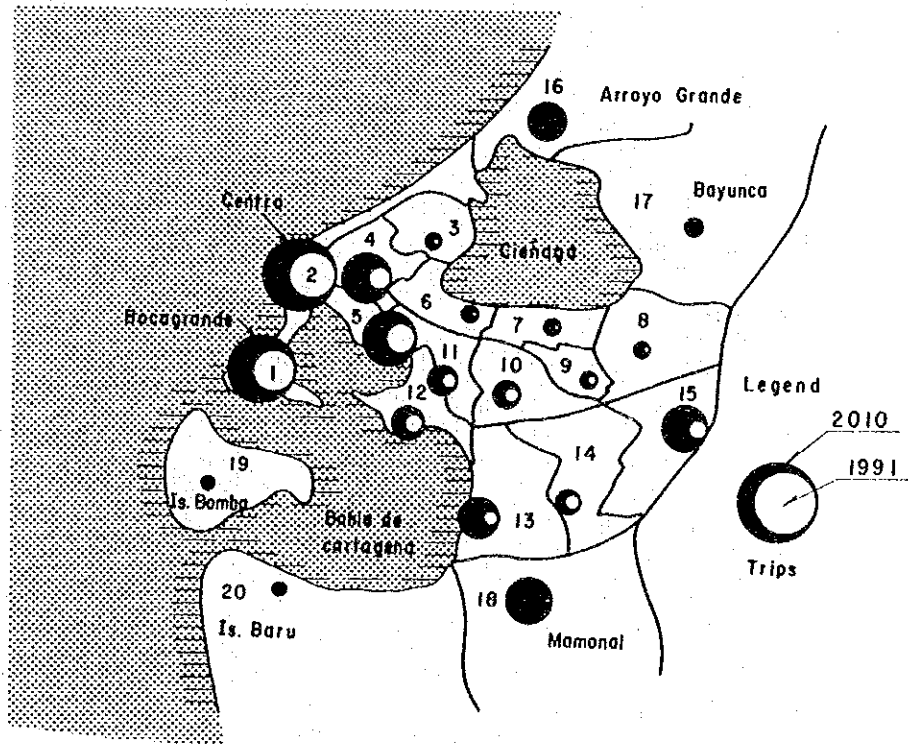 16
Arroyo Grande
Bayunca
17
Centro
3
4
Cieñaga
2
6
5
7
8
Bocagrande
11
10
9
1
12
15
Legend
2010
1991
14
19
Is. Bomba
13
Bahia de
cartagena
Trips
20
18
Is. Baru
Mamonal